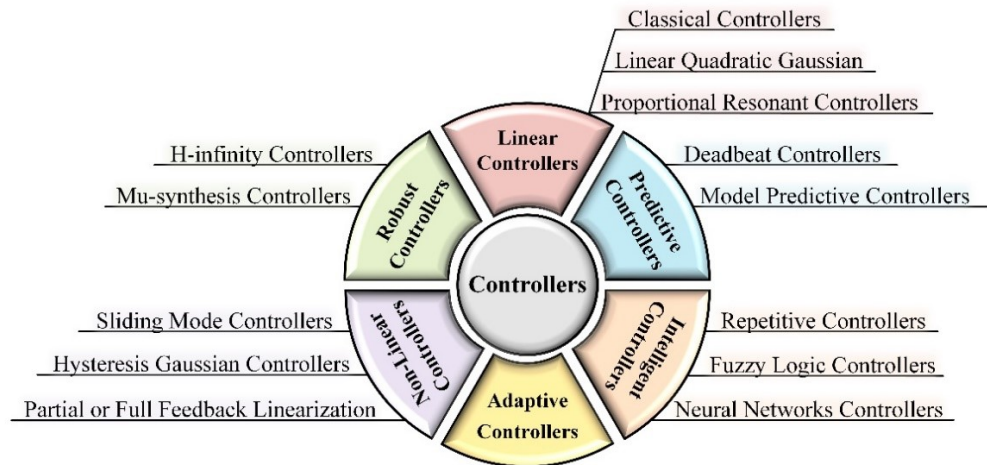 Classical Controllers
Linear Quadratic Gaussian
Proportional Resonant Controllers
Linear
Controllers
H-infinity Controllers
Mu-synthesis Controllers
Robust
Controllers
Deadbeat Controllers
Model Predictive Controllers
Predictive
Controllers
Controllers
Sliding Mode Controllers
Hysteresis Gaussian Controllers
Partial or Full Feedback Linearization
Non-Linear
Controllers
Repetitive Controllers
Fuzzy Logic Controllers
Neural Networks Controllers
Intelligent
Controllers
Adaptive
Controllers